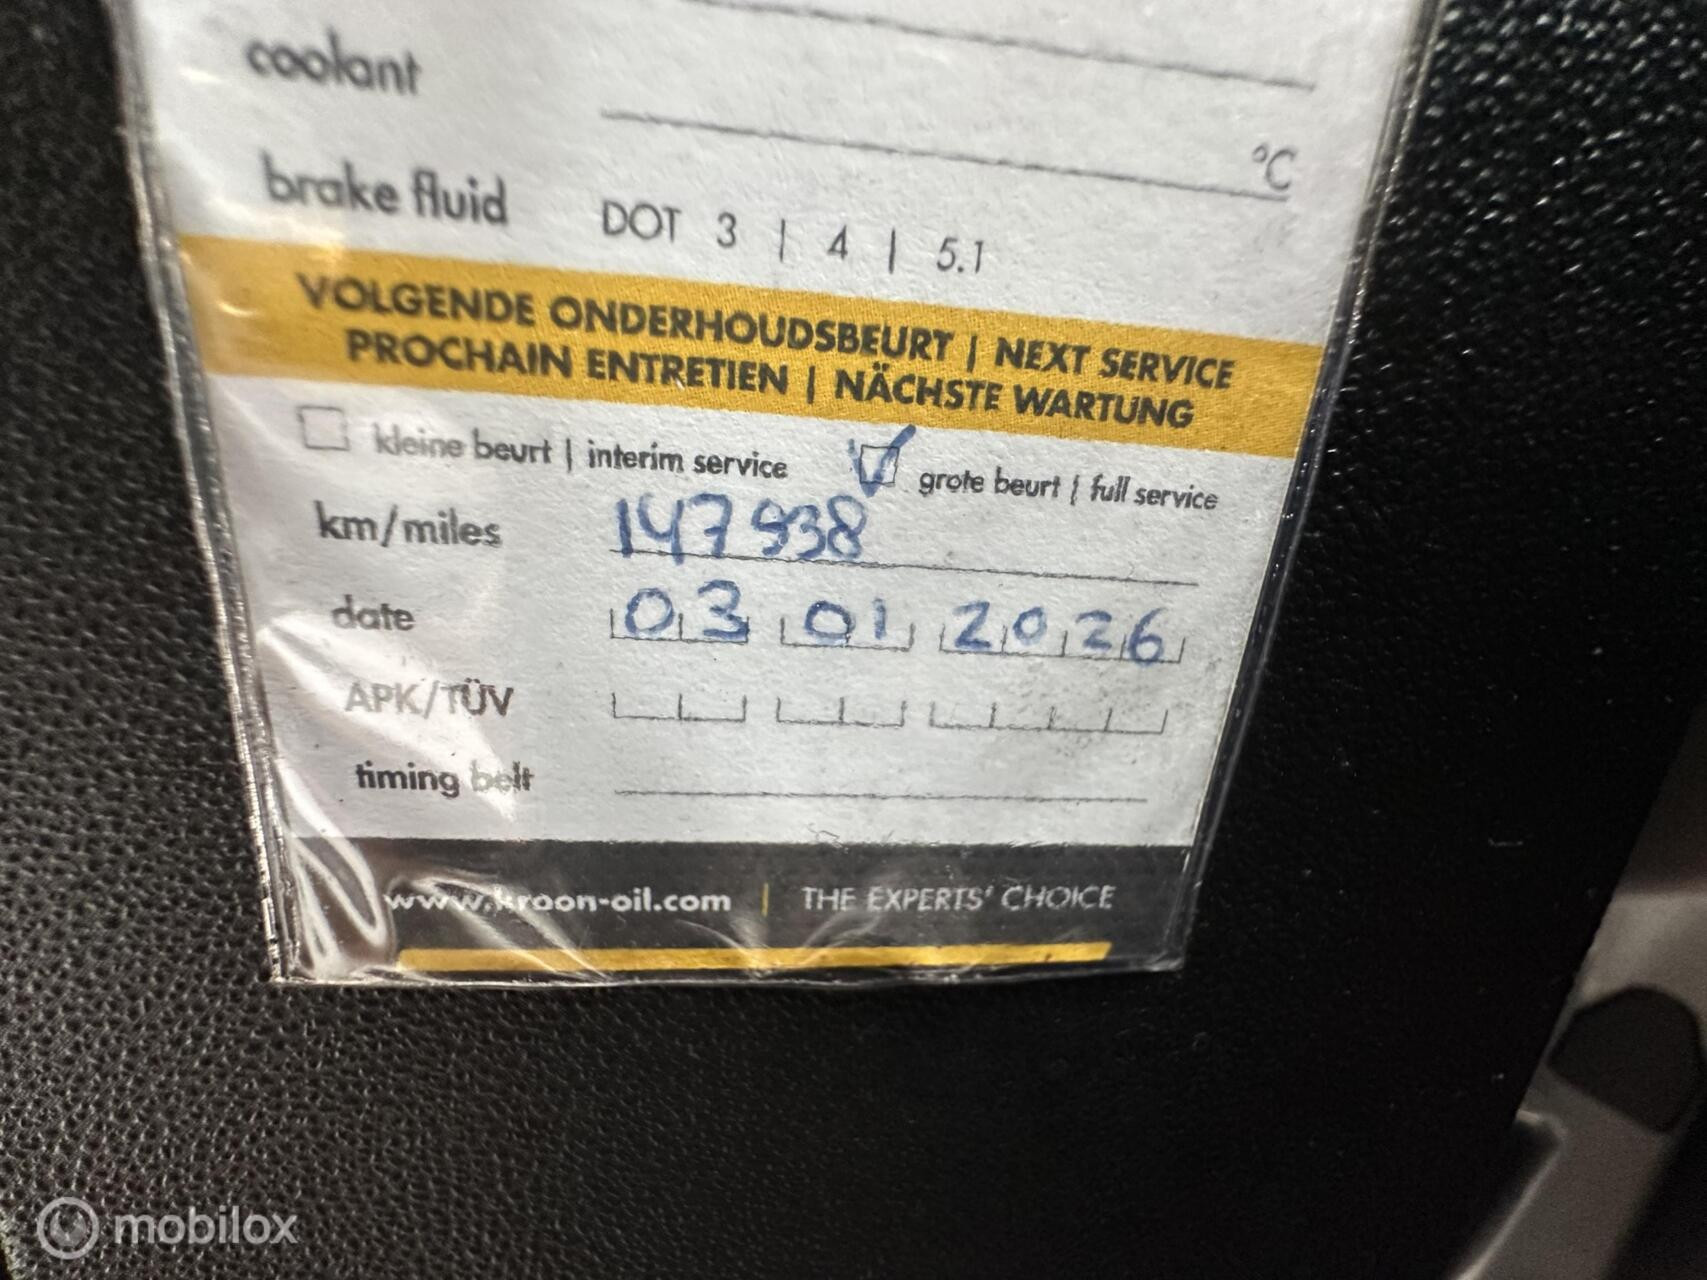 coolant
°C
brake fluid DOT 3 | 4 | 5.1
VOLGENDE ONDERHOUDSBEURT | NEXT SERVICE
PROCHAIN ENTRETIEN | NÄCHSTE WARTUNG
kleine beurt | interim service grote beurt | full service
km/miles 147938
date 03 01 2026
APK/TÜV
timing belt
www.kroon-oil.com | THE EXPERTS' CHOICE
mobilox